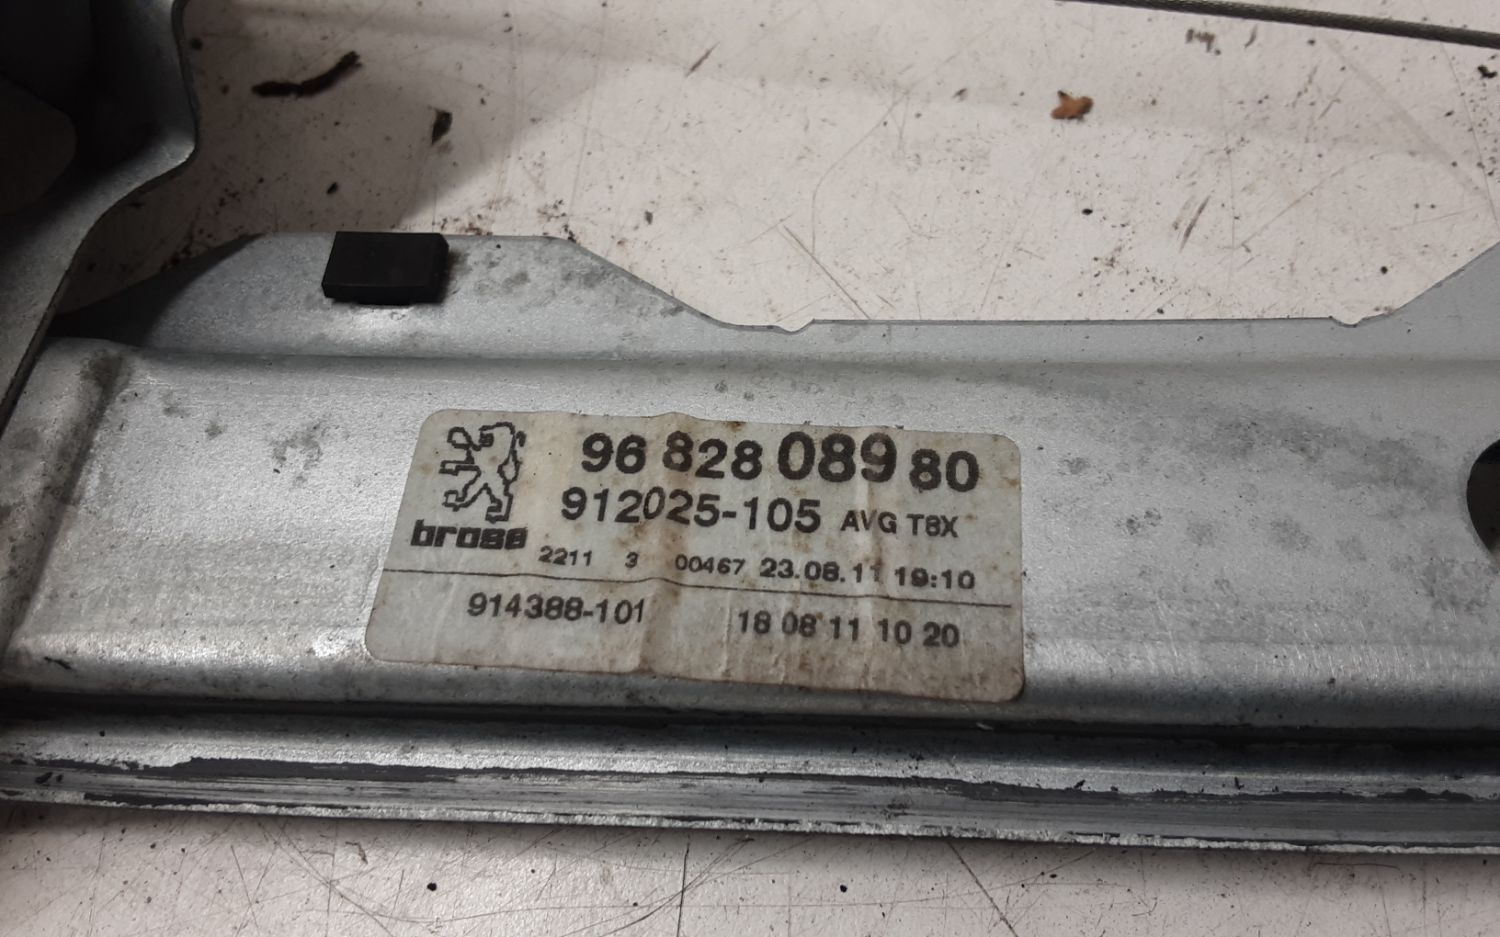 96 828 089 80
912025-105 AVG T8X
brose
2211 3 00467 23.08.11 19:10
914388-101 18 08 11 10 20